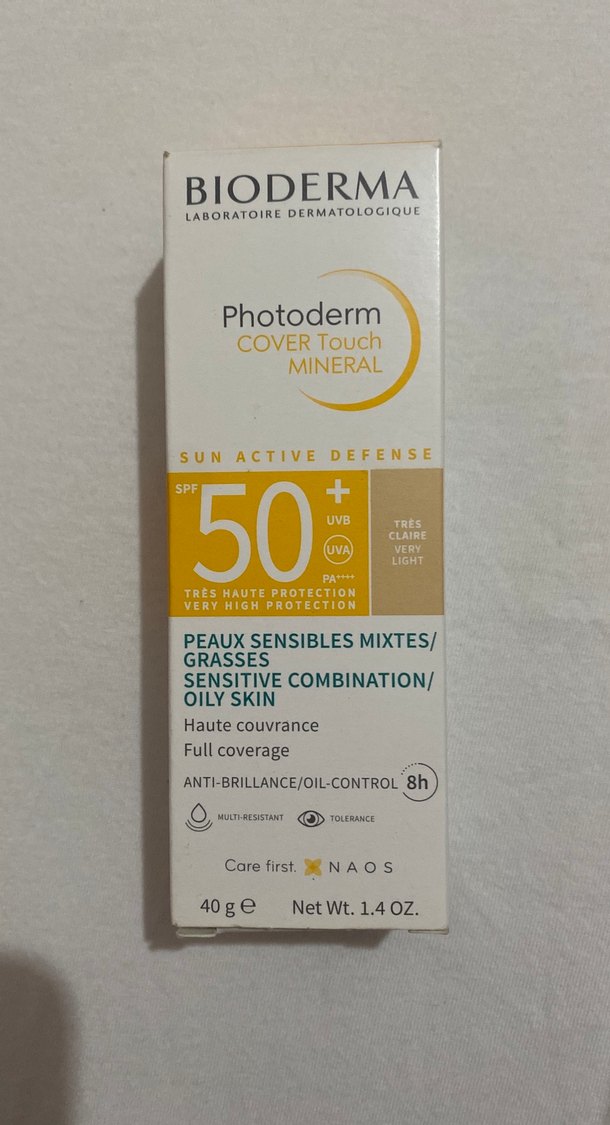 BIODERMA
LABORATOIRE DERMATOLOGIQUE
Photoderm
COVER Touch
MINERAL
SUN ACTIVE DEFENSE
SPF 50+
UVB
UVA
PA++++
TRÈS HAUTE PROTECTION
VERY HIGH PROTECTION
TRÈS
CLAIRE
VERY
LIGHT
PEAUX SENSIBLES MIXTES/
GRASSES
SENSITIVE COMBINATION/
OILY SKIN
Haute couvrance
Full coverage
ANTI-BRILLANCE/OIL-CONTROL 8h
MULTI-RESISTANT TOLERANCE
Care first. NAOS
40 g e Net Wt. 1.4 OZ.